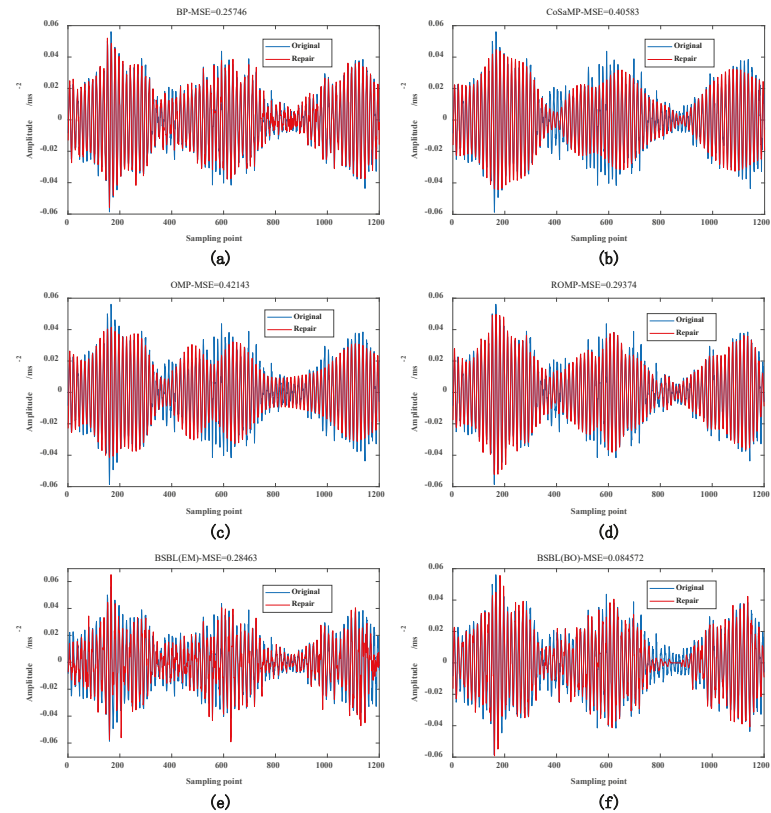 BP-MSE=0.25746
0.06
0.04
0.02
0
-0.02
-0.04
-0.06
Amplitude /ms⁻²
Original
Repair
0 200 400 600 800 1000 1200
Sampling point
(a)
CoSaMP-MSE=0.40583
0.06
0.04
0.02
0
-0.02
-0.04
-0.06
Amplitude /ms⁻²
Original
Repair
0 200 400 600 800 1000 1200
Sampling point
(b)
OMP-MSE=0.42143
0.06
0.04
0.02
0
-0.02
-0.04
-0.06
Amplitude /ms⁻²
Original
Repair
0 200 400 600 800 1000 1200
Sampling point
(c)
ROMP-MSE=0.29374
0.06
0.04
0.02
0
-0.02
-0.04
-0.06
Amplitude /ms⁻²
Original
Repair
0 200 400 600 800 1000 1200
Sampling point
(d)
BSBL(EM)-MSE=0.28463
0.06
0.04
0.02
0
-0.02
-0.04
-0.06
Amplitude /ms⁻²
Original
Repair
0 200 400 600 800 1000 1200
Sampling point
(e)
BSBL(BO)-MSE=0.084572
0.06
0.04
0.02
0
-0.02
-0.04
-0.06
Amplitude /ms⁻²
Original
Repair
0 200 400 600 800 1000 1200
Sampling point
(f)